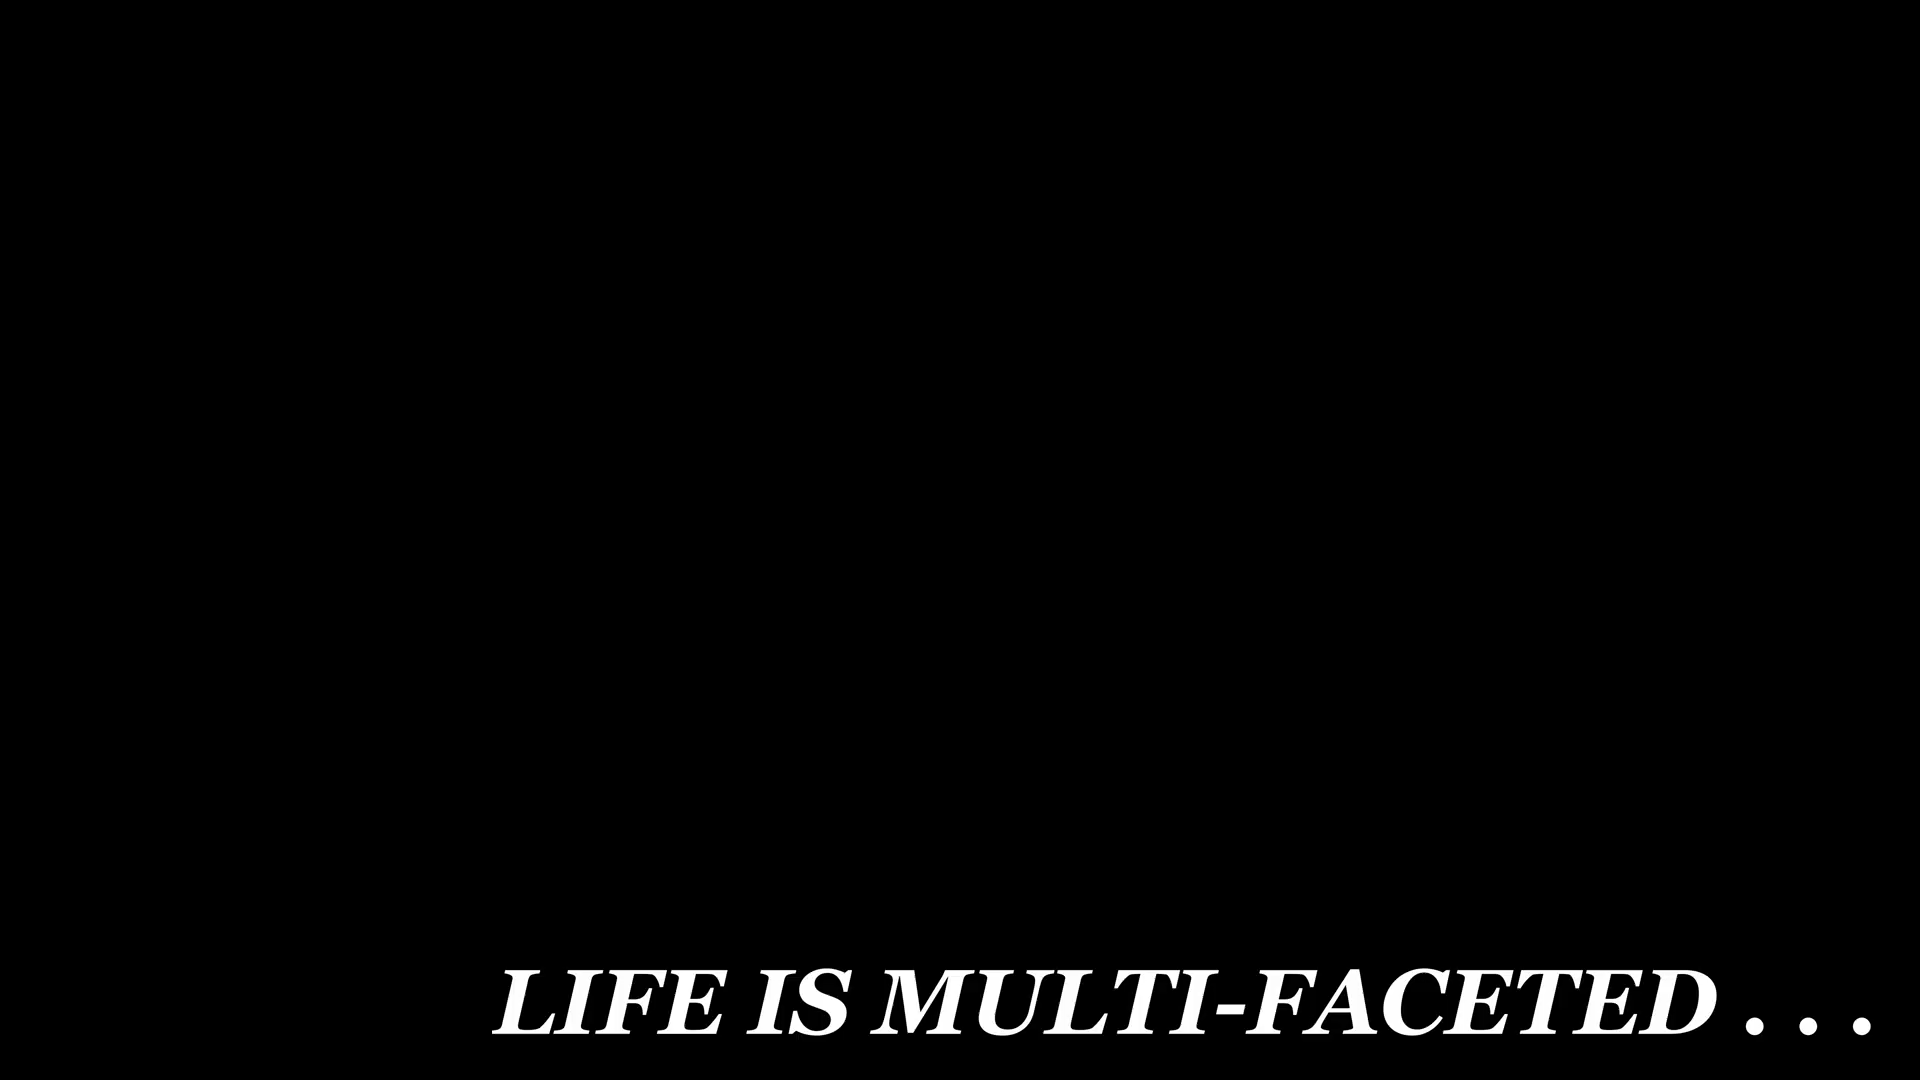 LIFE IS MULTI-FACETED . . .